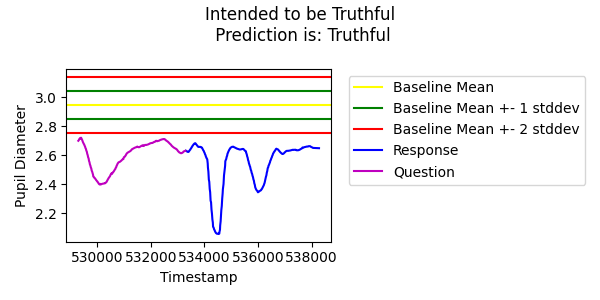 Intended to be Truthful
Prediction is: Truthful
3.0
2.8
2.6
2.4
2.2
Pupil Diameter
530000 532000 534000 536000 538000
Timestamp
Baseline Mean
Baseline Mean +- 1 stddev
Baseline Mean +- 2 stddev
Response
Question